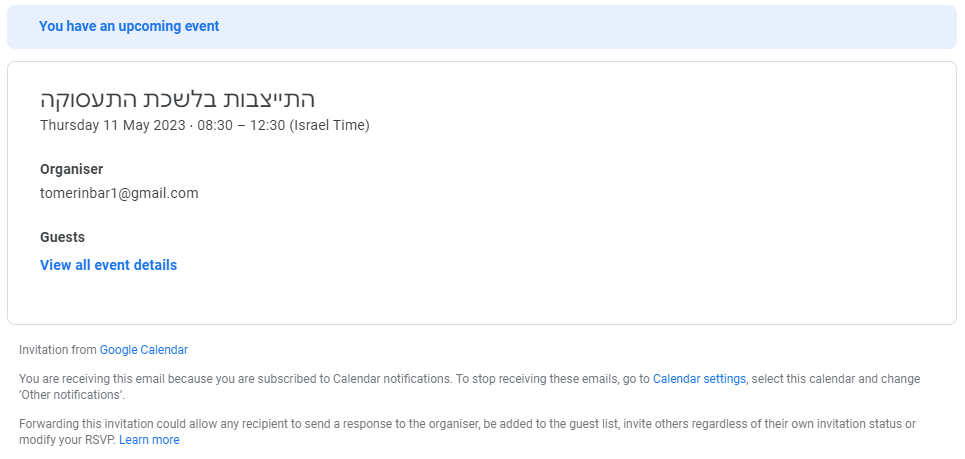 You have an upcoming event
התייצבות בלשכת התעסוקה
Thursday 11 May 2023 · 08:30 – 12:30 (Israel Time)
Organiser
tomerinbar1@gmail.com
Guests
View all event details
Invitation from Google Calendar
You are receiving this email because you are subscribed to Calendar notifications. To stop receiving these emails, go to Calendar settings, select this calendar and change
‘Other notifications’.
Forwarding this invitation could allow any recipient to send a response to the organiser, be added to the guest list, invite others regardless of their own invitation status or
modify your RSVP. Learn more